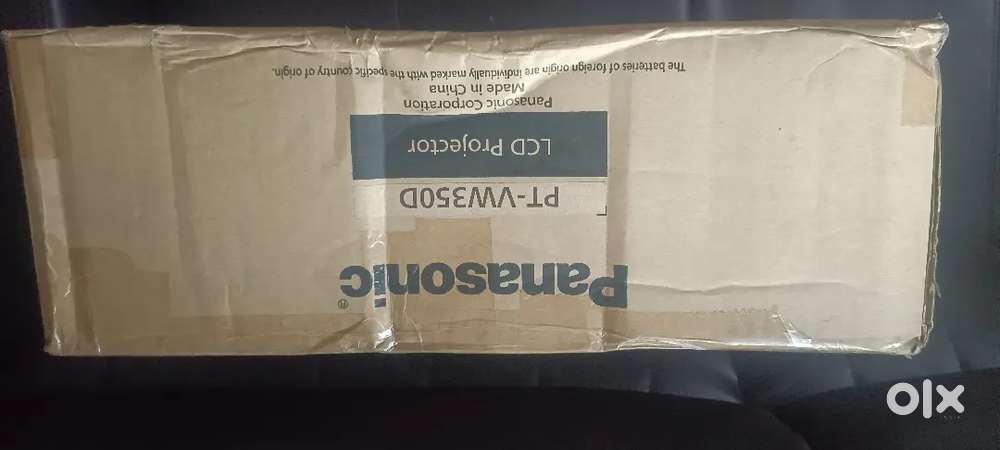 Panasonic®
PT-VW350D
LCD Projector
Panasonic Corporation
Made in China
The batteries of foreign origin are individually marked with the specific country of origin.
olx